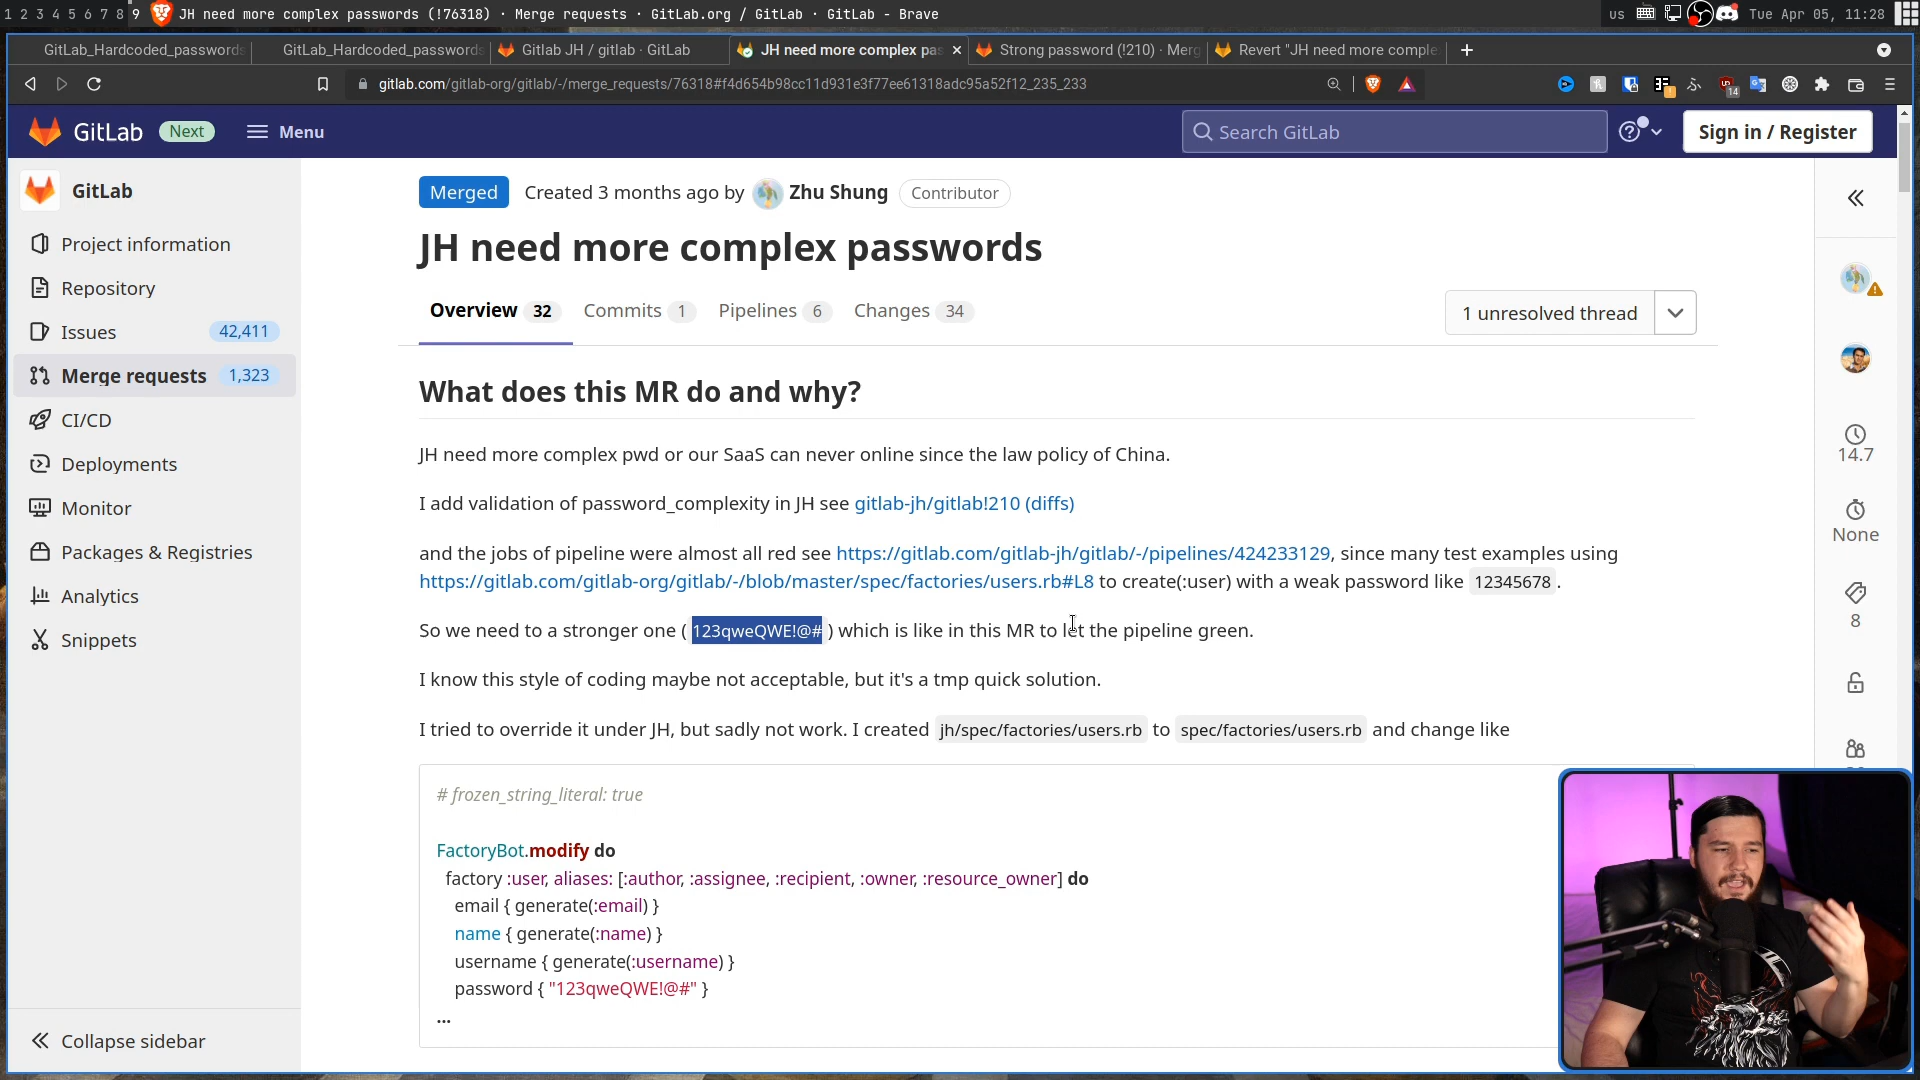 1 2 3 4 5 6 7 8 9 JH need more complex passwords (!76318) · Merge requests · GitLab.org / GitLab · GitLab - Brave
us Tue Apr 05, 11:28
GitLab_Hardcoded_passwords
GitLab_Hardcoded_passwords
Gitlab JH / gitlab · GitLab
JH need more complex pas
Strong password (!210) · Merg
Revert "JH need more comple
gitlab.com/gitlab-org/gitlab/-/merge_requests/76318#f4d654b98cc11d931e3f77ee61318adc95a52f12_235_233
1
14
GitLab Next Menu
Search GitLab
Sign in / Register
GitLab
Project information
Repository
Issues 42,411
Merge requests 1,323
CI/CD
Deployments
Monitor
Packages & Registries
Analytics
Snippets
Collapse sidebar
Merged Created 3 months ago by Zhu Shung Contributor
JH need more complex passwords
Overview 32 Commits 1 Pipelines 6 Changes 34
1 unresolved thread
What does this MR do and why?
JH need more complex pwd or our SaaS can never online since the law policy of China.
I add validation of password_complexity in JH see gitlab-jh/gitlab!210 (diffs)
and the jobs of pipeline were almost all red see https://gitlab.com/gitlab-jh/gitlab/-/pipelines/424233129, since many test examples using
https://gitlab.com/gitlab-org/gitlab/-/blob/master/spec/factories/users.rb#L8 to create(:user) with a weak password like 12345678 .
So we need to a stronger one ( 123qweQWE!@# ) which is like in this MR to let the pipeline green.
I know this style of coding maybe not acceptable, but it's a tmp quick solution.
I tried to override it under JH, but sadly not work. I created jh/spec/factories/users.rb to spec/factories/users.rb and change like
# frozen_string_literal: true
FactoryBot.modify do
factory :user, aliases: [:author, :assignee, :recipient, :owner, :resource_owner] do
email { generate(:email) }
name { generate(:name) }
username { generate(:username) }
password { "123qweQWE!@#" }
...
14.7
None
8